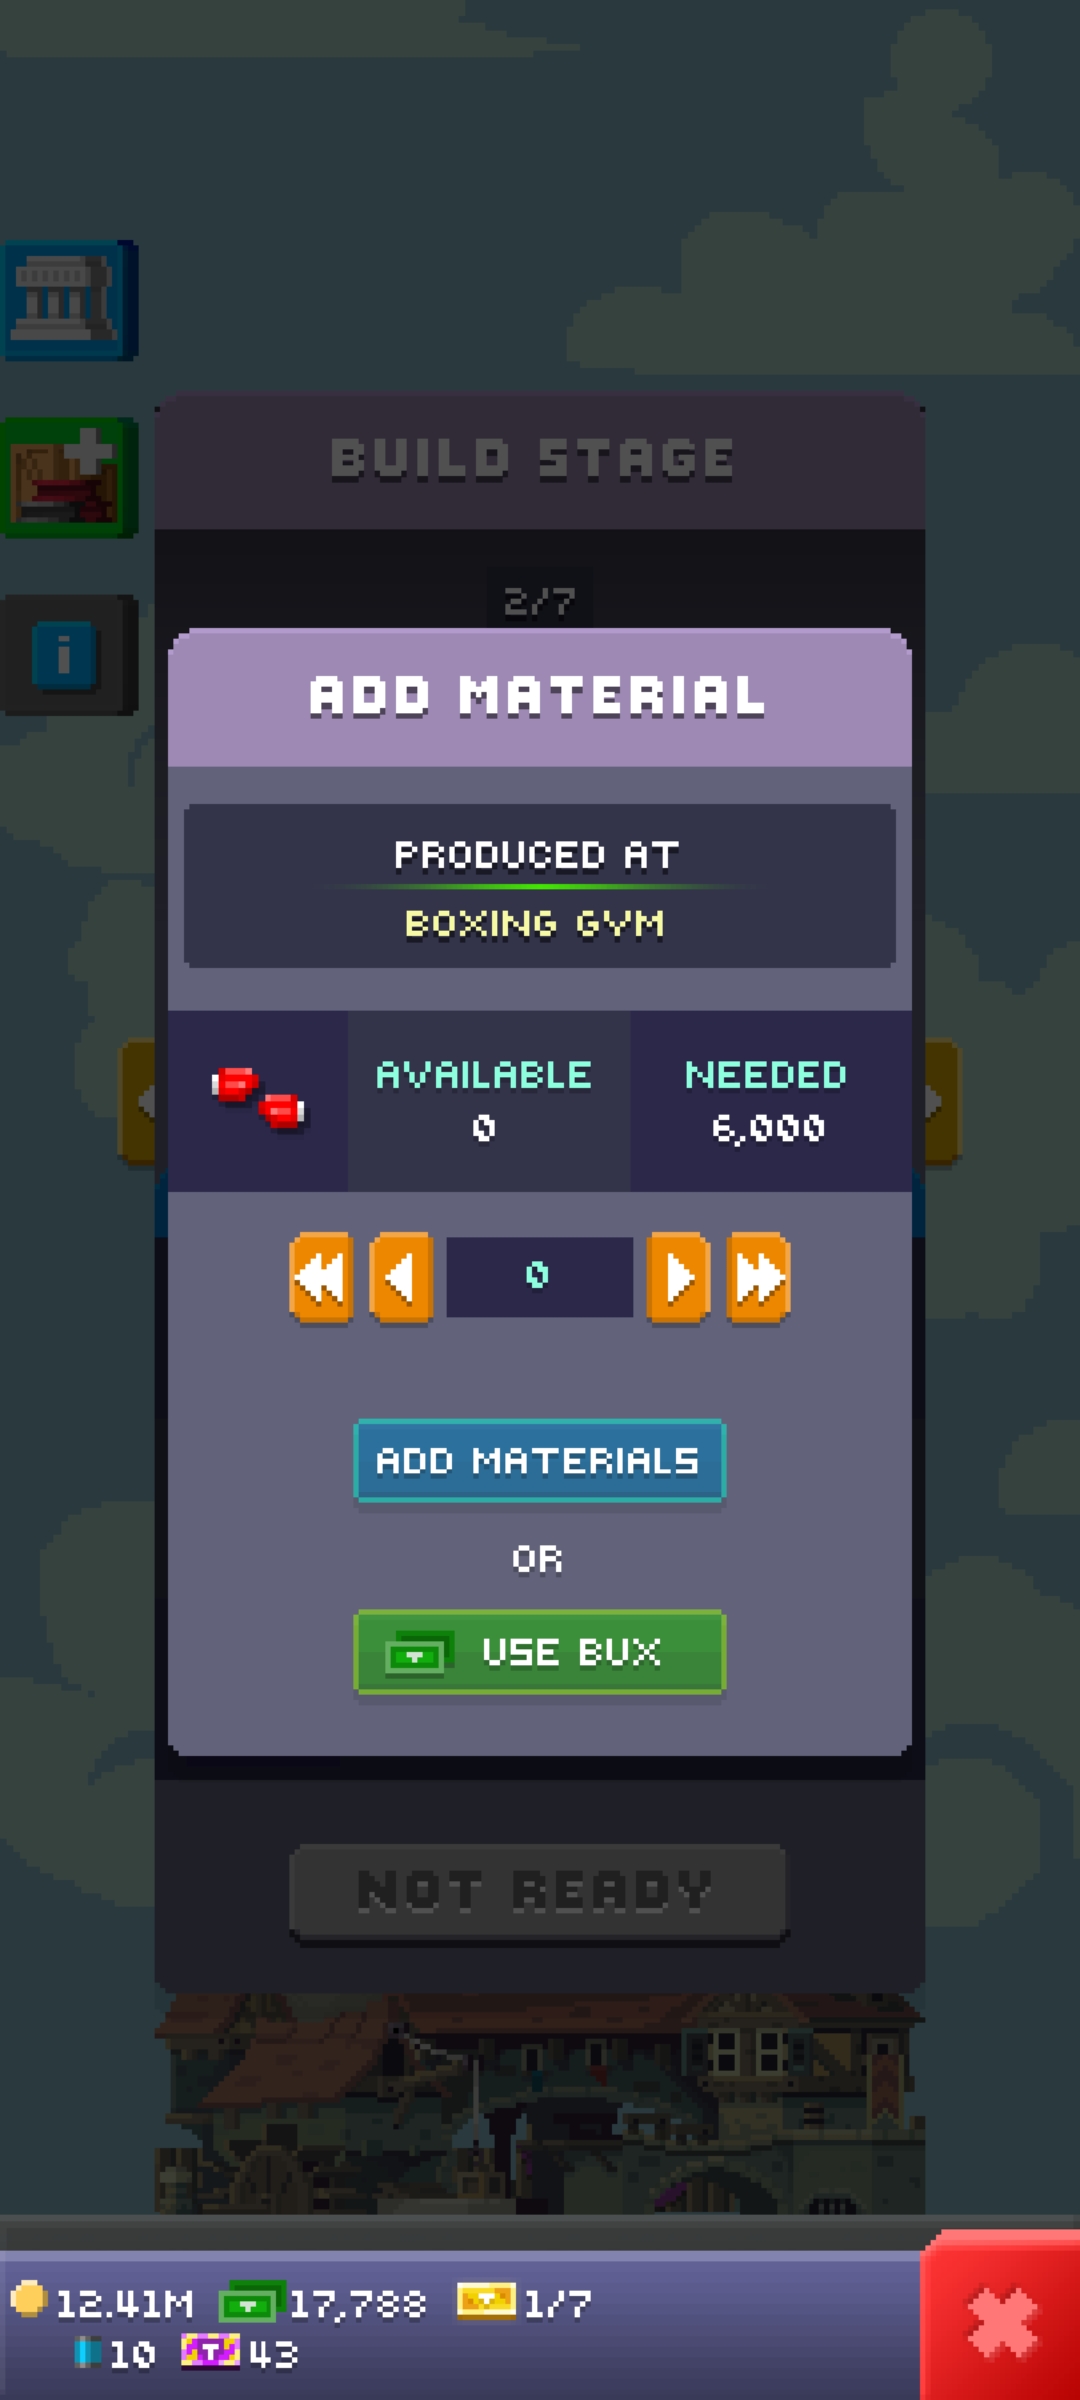 BUILD STAGE
2/7
ADD MATERIAL
PRODUCED AT
BOXING GYM
AVAILABLE
0
NEEDED
6,000
0
ADD MATERIALS
OR
USE BUX
NOT READY
12.41M 17,788 1/7
10 43